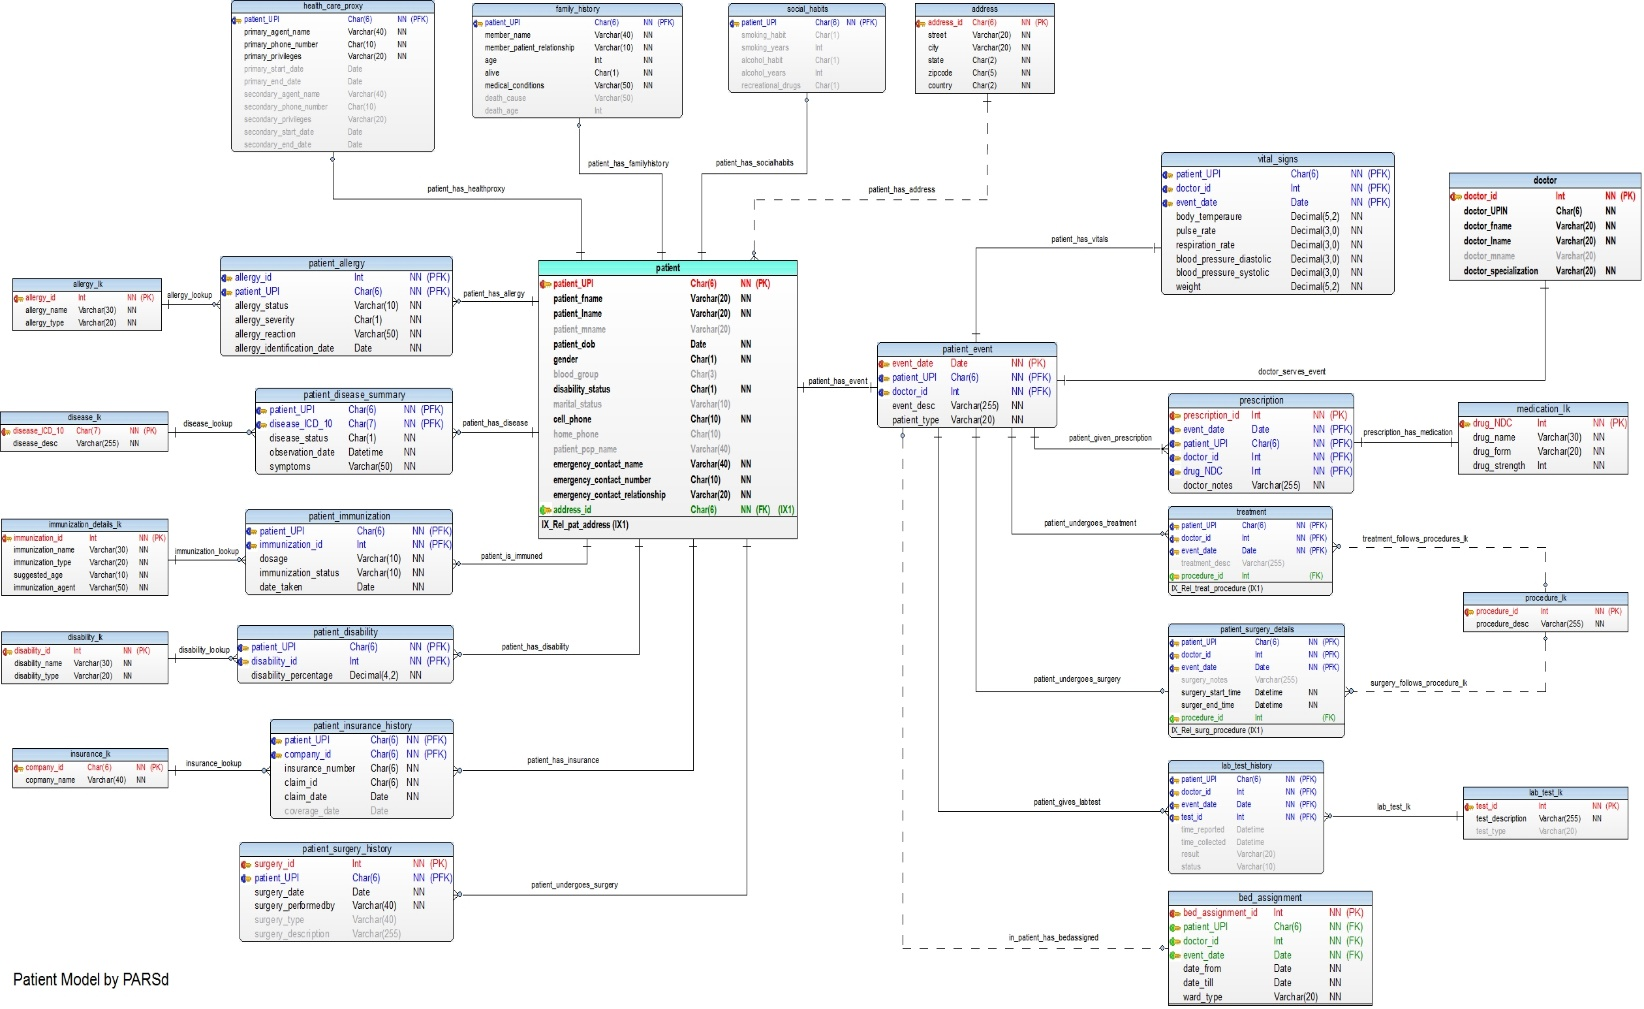 health_care_proxy
patient_UPI Char(6) NN (PFK)
primary_agent_name Varchar(40) NN
primary_phone_number Char(10) NN
primary_privileges Varchar(20) NN
primary_start_date Date
primary_end_date Date
secondary_agent_name Varchar(40)
secondary_phone_number Char(10)
secondary_privileges Varchar(20)
secondary_start_date Date
secondary_end_date Date
family_history
patient_UPI Char(6) NN (PFK)
member_name Varchar(40) NN
member_patient_relationship Varchar(10) NN
age Int NN
alive Char(1) NN
medical_conditions Varchar(50) NN
death_cause Varchar(50)
death_age Int
social_habits
patient_UPI Char(6) NN (PFK)
smoking_habit Char(1)
smoking_years Int
alcohol_habit Char(1)
alcohol_years Int
recreational_drugs Char(1)
address
address_id Char(6) NN (PK)
street Varchar(20) NN
city Varchar(20) NN
state Char(2) NN
zipcode Char(5) NN
country Char(2) NN
patient_has_healthproxy
patient_has_familyhistory
patient_has_socialhabits
patient_has_address
vital_signs
patient_UPI Char(6) NN (PFK)
doctor_id Int NN (PFK)
event_date Date NN (PFK)
body_temperaure Decimal(5,2) NN
pulse_rate Decimal(3,0) NN
respiration_rate Decimal(3,0) NN
blood_pressure_diastolic Decimal(3,0) NN
blood_pressure_systolic Decimal(3,0) NN
weight Decimal(5,2) NN
doctor
doctor_id Int NN (PK)
doctor_UPIN Char(6) NN
doctor_fname Varchar(20) NN
doctor_lname Varchar(20) NN
doctor_mname Varchar(20)
doctor_specialization Varchar(20) NN
patient_has_vitals
doctor_serves_event
allergy_lk
allergy_id Int NN (PK)
allergy_name Varchar(30) NN
allergy_type Varchar(20) NN
allergy_lookup
patient_allergy
allergy_id Int NN (PFK)
patient_UPI Char(6) NN (PFK)
allergy_status Varchar(10) NN
allergy_severity Char(1) NN
allergy_reaction Varchar(50) NN
allergy_identification_date Date NN
patient_has_allergy
patient
patient_UPI Char(6) NN (PK)
patient_fname Varchar(20) NN
patient_lname Varchar(20) NN
patient_mname Varchar(20)
patient_dob Date NN
gender Char(1) NN
blood_group Char(3)
disability_status Char(1) NN
marital_status Varchar(10)
cell_phone Char(10) NN
home_phone Char(10)
patient_pcp_name Varchar(40)
emergency_contact_name Varchar(40) NN
emergency_contact_number Char(10) NN
emergency_contact_relationship Varchar(20) NN
address_id Char(6) NN (FK) (IX1)
IX_Rel_pat_address (IX1)
patient_has_event
patient_event
event_date Date NN (PK)
patient_UPI Char(6) NN (PFK)
doctor_id Int NN (PFK)
event_desc Varchar(255) NN
patient_type Varchar(20) NN
disease_lk
disease_ICD_10 Char(7) NN (PK)
disease_desc Varchar(255) NN
disease_lookup
patient_disease_summary
patient_UPI Char(6) NN (PFK)
disease_ICD_10 Char(7) NN (PFK)
disease_status Char(1) NN
observation_date Datetime NN
symptoms Varchar(50) NN
patient_has_disease
patient_given_prescription
prescription
prescription_id Int NN (PK)
event_date Date NN (PFK)
patient_UPI Char(6) NN (PFK)
doctor_id Int NN (PFK)
drug_NDC Int NN (PFK)
doctor_notes Varchar(255) NN
prescription_has_medication
medication_lk
drug_NDC Int NN (PK)
drug_name Varchar(30) NN
drug_form Varchar(20) NN
drug_strength Int NN
immunization_details_lk
immunization_id Int NN (PK)
immunization_name Varchar(30) NN
immunization_type Varchar(20) NN
suggested_age Varchar(10) NN
immunization_agent Varchar(50) NN
immunization_lookup
patient_immunization
patient_UPI Char(6) NN (PFK)
immunization_id Int NN (PFK)
dosage Varchar(10) NN
immunization_status Varchar(10) NN
date_taken Date NN
patient_is_immuned
patient_undergoes_treatment
treatment
patient_UPI Char(6) NN (PFK)
doctor_id Int NN (PFK)
event_date Date NN (PFK)
treatment_desc Varchar(255)
procedure_id Int (FK)
IX_Rel_treat_procedure (IX1)
treatment_follows_procedures_lk
procedure_lk
procedure_id Int NN (PK)
procedure_desc Varchar(255) NN
disability_lk
disability_id Int NN (PK)
disability_name Varchar(30) NN
disability_type Varchar(20) NN
disability_lookup
patient_disability
patient_UPI Char(6) NN (PFK)
disability_id Int NN (PFK)
disability_percentage Decimal(4,2) NN
patient_has_disability
patient_undergoes_surgery
patient_surgery_details
patient_UPI Char(6) NN (PFK)
doctor_id Int NN (PFK)
event_date Date NN (PFK)
surgery_notes Varchar(255)
surgery_start_time Datetime NN
surger_end_time Datetime NN
procedure_id Int (FK)
IX_Rel_surg_procedure (IX1)
surgery_follows_procedure_lk
insurance_lk
company_id Char(6) NN (PK)
copmany_name Varchar(40) NN
insurance_lookup
patient_insurance_history
patient_UPI Char(6) NN (PFK)
company_id Char(6) NN (PFK)
insurance_number Char(6) NN
claim_id Char(6) NN
claim_date Date NN
coverage_date Date
patient_has_insurance
patient_gives_labtest
lab_test_history
patient_UPI Char(6) NN (PFK)
doctor_id Int NN (PFK)
event_date Date NN (PFK)
test_id Int NN (PFK)
time_reported Datetime
time_collected Datetime
result Varchar(20)
status Varchar(10)
lab_test_lk
lab_test_lk
test_id Int NN (PK)
test_description Varchar(255) NN
test_type Varchar(20)
patient_surgery_history
surgery_id Int NN (PK)
patient_UPI Char(6) NN (PFK)
surgery_date Date NN
surgery_performedby Varchar(40) NN
surgery_type Varchar(40)
surgery_description Varchar(255)
patient_undergoes_surgery
in_patient_has_bedassigned
bed_assignment
bed_assignment_id Int NN (PK)
patient_UPI Char(6) NN (FK)
doctor_id Int NN (FK)
event_date Date NN (FK)
date_from Date NN
date_till Date NN
ward_type Varchar(20) NN
Patient Model by PARSd